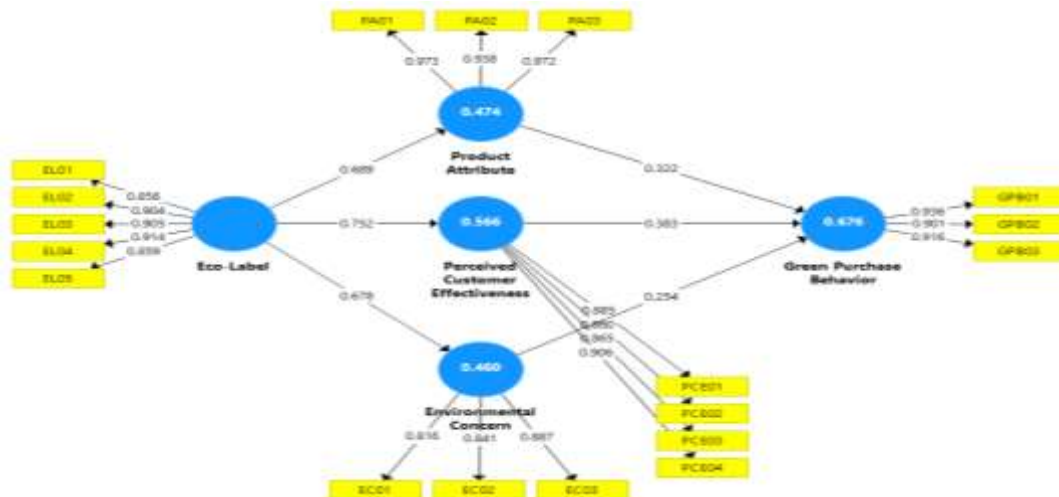 PA01
PA02
PA03
0.973
0.938
0.972
0.474
Product
Attribute
0.689
0.322
EL01
EL02
EL03
EL04
EL05
0.858
0.904
0.905
0.914
0.859
Eco-Label
0.752
0.566
Perceived
Customer
Effectiveness
0.383
0.676
Green Purchase
Behavior
0.936
0.901
0.916
GPB01
GPB02
GPB03
0.678
0.254
0.865
0.906
0.460
Environmental
Concern
PCE01
PCE02
PCE03
PCE04
0.816
0.841
0.887
EC01
EC02
EC03